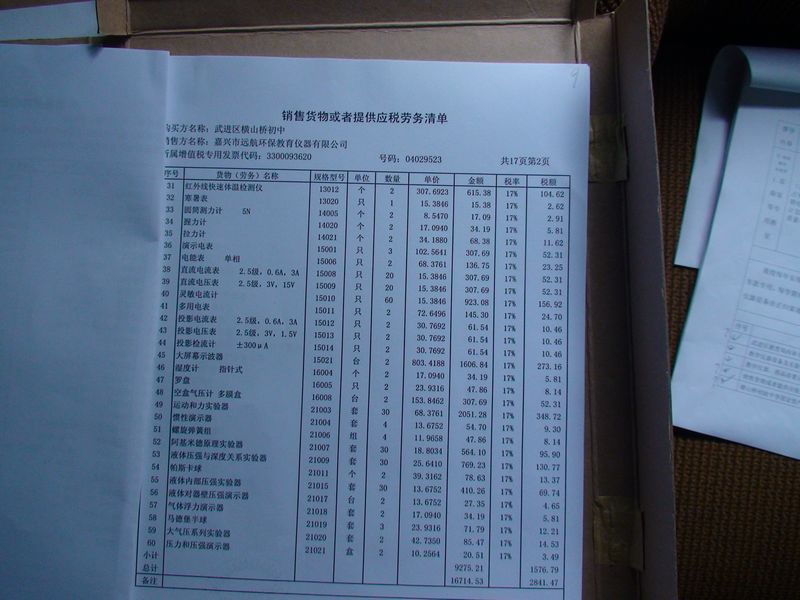 销售货物或者提供应税劳务清单
购买方名称：武进区横山桥初中
销售方名称：嘉兴市远航环保教育仪器有限公司
所属增值税专用发票代码：3300093620 号码：04029523 共17页第2页
序号 货物（劳务）名称 规格型号 单位 数量 单价 金额 税率 税额
31 红外线快速体温检测仪 13012 个 2 307.6923 615.38 17% 104.62
32 寒暑表 13020 只 1 15.3846 15.38 17% 2.62
33 圆筒测力计 5N 14005 个 2 8.5470 17.09 17% 2.91
34 握力计 14020 个 2 17.0940 34.19 17% 5.81
35 拉力计 14021 个 2 34.1880 68.38 17% 11.62
36 演示电表 15001 只 3 102.5641 307.69 17% 52.31
37 电能表 单相 15006 只 2 68.3761 136.75 17% 23.25
38 直流电流表 2.5级，0.6A，3A 15008 只 20 15.3846 307.69 17% 52.31
39 直流电压表 2.5级，3V，15V 15009 只 20 15.3846 307.69 17% 52.31
40 灵敏电流计 15010 只 60 15.3846 923.08 17% 156.92
41 多用电表 15011 只 2 72.6496 145.30 17% 24.70
42 投影电流表 2.5级，0.6A，3A 15012 只 2 30.7692 61.54 17% 10.46
43 投影电压表 2.5级，3V，1.5V 15013 只 2 30.7692 61.54 17% 10.46
44 投影检流计 ±300μA 15014 只 2 30.7692 61.54 17% 10.46
45 大屏幕示波器 15021 台 2 803.4188 1606.84 17% 273.16
46 湿度计 指针式 16004 个 2 17.0940 34.19 17% 5.81
47 罗盘 16005 只 2 23.9316 47.86 17% 8.14
48 空盒气压计 多膜盒 16008 台 2 153.8462 307.69 17% 52.31
49 运动和力实验器 21003 套 30 68.3761 2051.28 17% 348.72
50 惯性演示器 21004 套 4 13.6752 54.70 17% 9.30
51 螺旋弹簧组 21006 组 4 11.9658 47.86 17% 8.14
52 阿基米德原理实验器 21007 套 30 18.8034 564.10 17% 95.90
53 液体压强与深度关系实验器 21009 套 30 25.6410 769.23 17% 130.77
54 帕斯卡球 21011 个 2 39.3162 78.63 17% 13.37
55 液体内部压强实验器 21015 套 30 13.6752 410.26 17% 69.74
56 液体对器壁压强演示器 21017 台 2 13.6752 27.35 17% 4.65
57 气体浮力演示器 21018 套 2 17.0940 34.19 17% 5.81
58 马德堡半球 21019 套 3 23.9316 71.79 17% 12.21
59 大气压系列实验器 21020 套 2 42.7350 85.47 17% 14.53
60 压力和压强演示器 21021 盒 2 10.2564 20.51 17% 3.49
小计 9275.21 1576.79
总计 16714.53 2841.47
备注